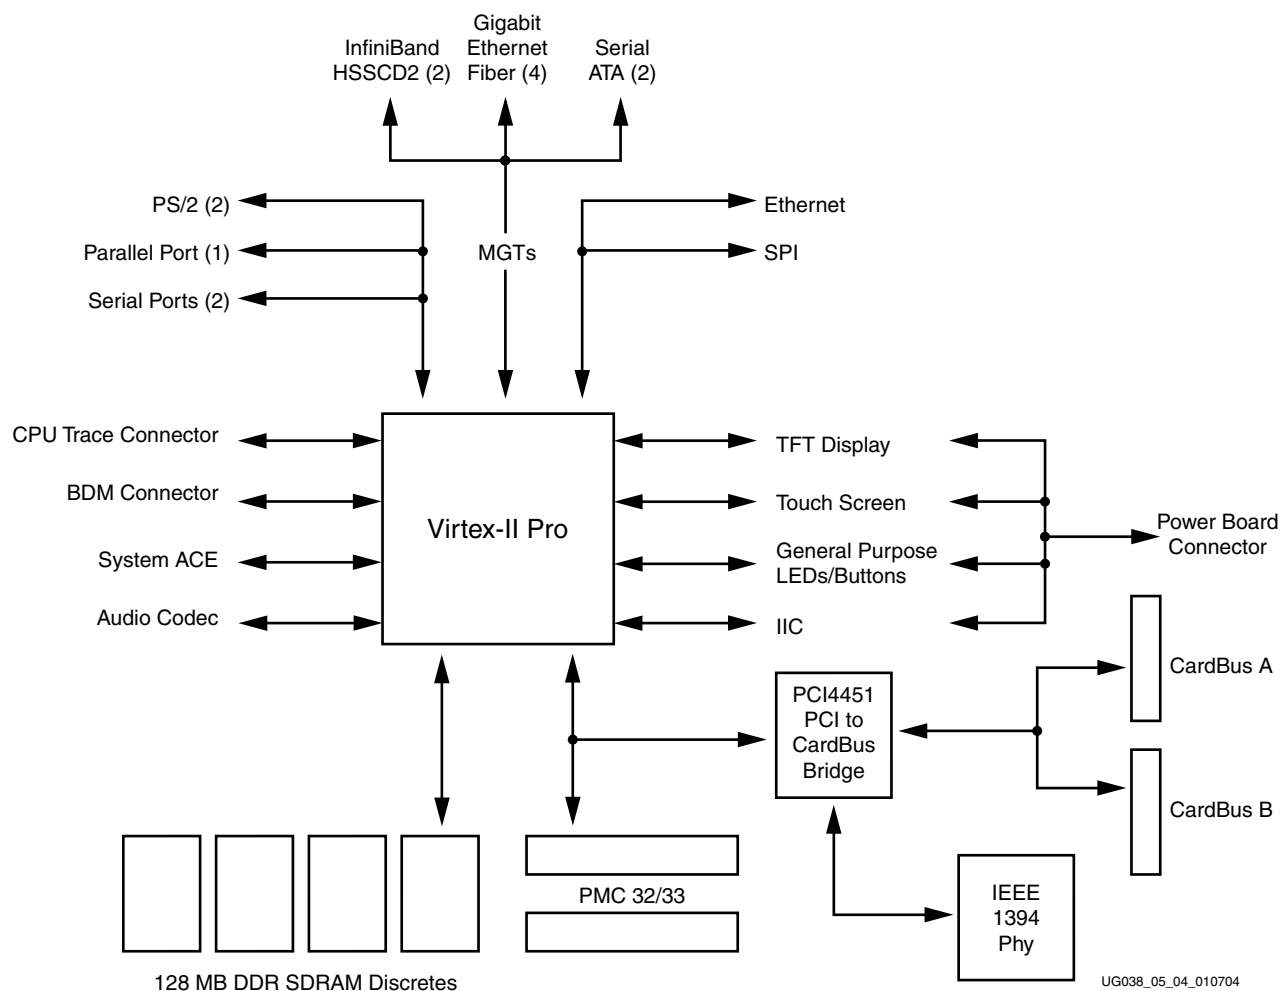 InfiniBand
HSSCD2 (2)
Gigabit
Ethernet
Fiber (4)
Serial
ATA (2)
PS/2 (2)
Parallel Port (1)
Serial Ports (2)
MGTs
Ethernet
SPI
CPU Trace Connector
BDM Connector
System ACE
Audio Codec
Virtex-II Pro
TFT Display
Touch Screen
General Purpose
LEDs/Buttons
IIC
Power Board
Connector
PCI4451
PCI to
CardBus
Bridge
CardBus A
CardBus B
IEEE
1394
Phy
PMC 32/33
128 MB DDR SDRAM Discretes
UG038_05_04_010704